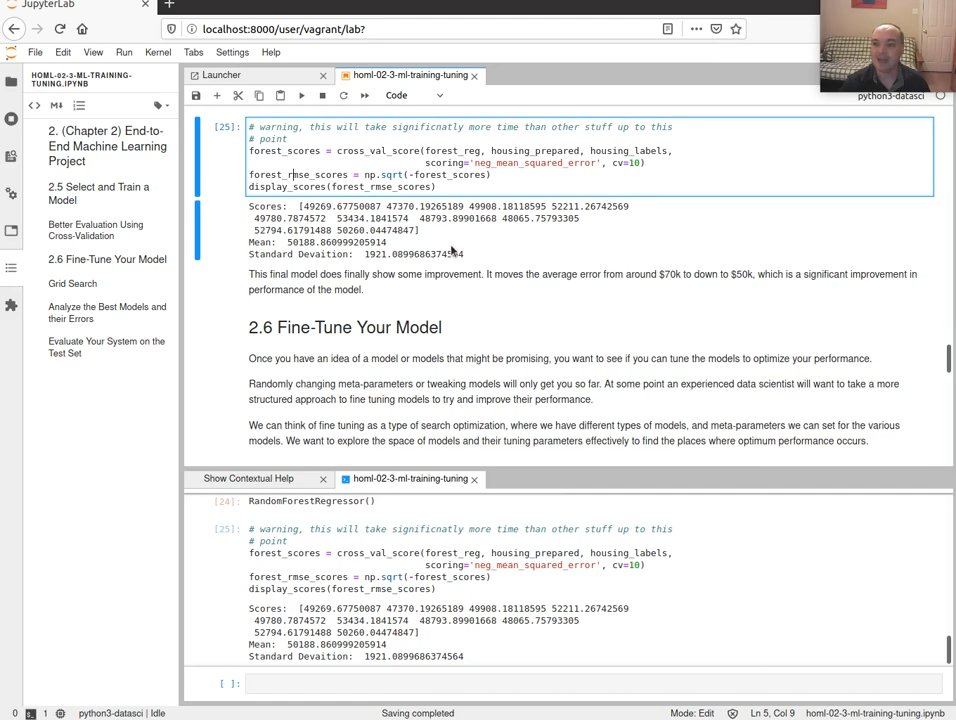 JupyterLab
localhost:8000/user/vagrant/lab?
File Edit View Run Kernel Tabs Settings Help
HOML-02-3-ML-TRAINING-
TUNING.IPYNB
2. (Chapter 2) End-to-
End Machine Learning
Project
2.5 Select and Train a
Model
Better Evaluation Using
Cross-Validation
2.6 Fine-Tune Your Model
Grid Search
Analyze the Best Models and
their Errors
Evaluate Your System on the
Test Set
Launcher
homl-02-3-ml-training-tuning
Code
python3-datasci
[25]:
# warning, this will take significnatly more time than other stuff up to this
# point
forest_scores = cross_val_score(forest_reg, housing_prepared, housing_labels,
scoring='neg_mean_squared_error', cv=10)
forest_rmse_scores = np.sqrt(-forest_scores)
display_scores(forest_rmse_scores)
Scores: [49269.67750087 47370.19265189 49908.18118595 52211.26742569
49780.7874572 53434.1841574 48793.89901668 48065.75793305
52794.61791488 50260.04474847]
Mean: 50188.860999205914
Standard Devaition: 1921.0899686374564
This final model does finally show some improvement. It moves the average error from around $70k to down to $50k, which is a significant improvement in
performance of the model.
2.6 Fine-Tune Your Model
Once you have an idea of a model or models that might be promising, you want to see if you can tune the models to optimize your performance.
Randomly changing meta-parameters or tweaking models will only get you so far. At some point an experienced data scientist will want to take a more
structured approach to fine tuning models to try and improve their performance.
We can think of fine tuning as a type of search optimization, where we have different types of models, and meta-parameters we can set for the various
models. We want to explore the space of models and their tuning parameters effectively to find the places where optimum performance occurs.
Show Contextual Help
homl-02-3-ml-training-tuning
[24]: RandomForestRegressor()
[25]:
# warning, this will take significnatly more time than other stuff up to this
# point
forest_scores = cross_val_score(forest_reg, housing_prepared, housing_labels,
scoring='neg_mean_squared_error', cv=10)
forest_rmse_scores = np.sqrt(-forest_scores)
display_scores(forest_rmse_scores)
Scores: [49269.67750087 47370.19265189 49908.18118595 52211.26742569
49780.7874572 53434.1841574 48793.89901668 48065.75793305
52794.61791488 50260.04474847]
Mean: 50188.860999205914
Standard Devaition: 1921.0899686374564
[ ]:
0 1 python3-datasci | Idle
Saving completed
Mode: Edit
Ln 5, Col 9
homl-02-3-ml-training-tuning.ipynb